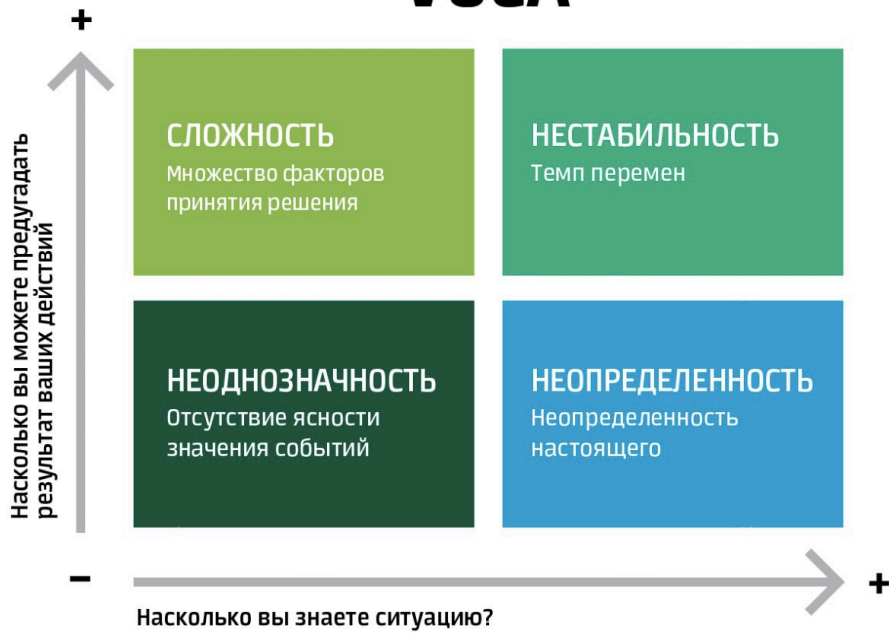 VUCA
+
Насколько вы можете предугадать
результат ваших действий
СЛОЖНОСТЬ
Множество факторов
принятия решения
НЕСТАБИЛЬНОСТЬ
Темп перемен
НЕОДНОЗНАЧНОСТЬ
Отсутствие ясности
значения событий
НЕОПРЕДЕЛЕННОСТЬ
Неопределенность
настоящего
–
+
Насколько вы знаете ситуацию?